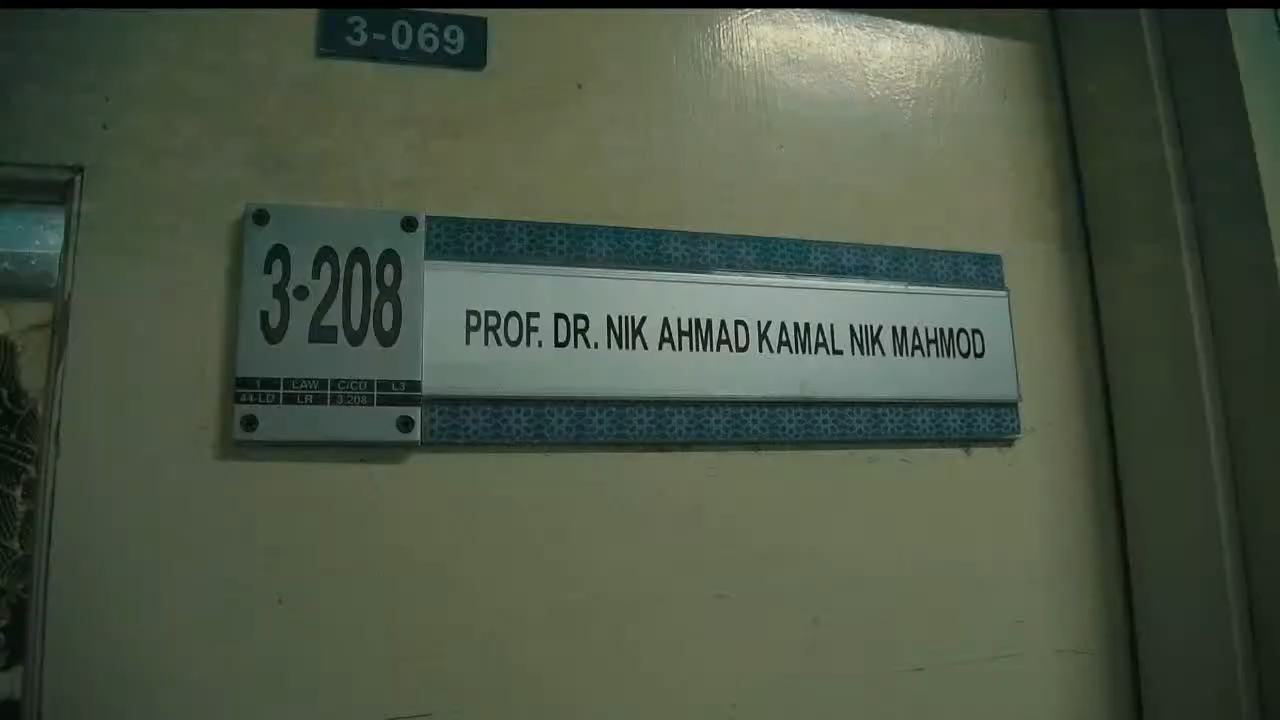 3-069
3•208
PROF. DR. NIK AHMAD KAMAL NIK MAHMOD
1 LAW C/CD L3
44-LD LR 3.208